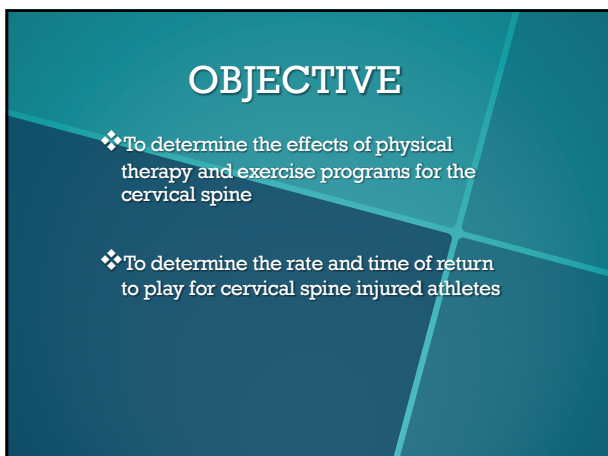 OBJECTIVE
❖To determine the effects of physical
therapy and exercise programs for the
cervical spine
❖To determine the rate and time of return
to play for cervical spine injured athletes